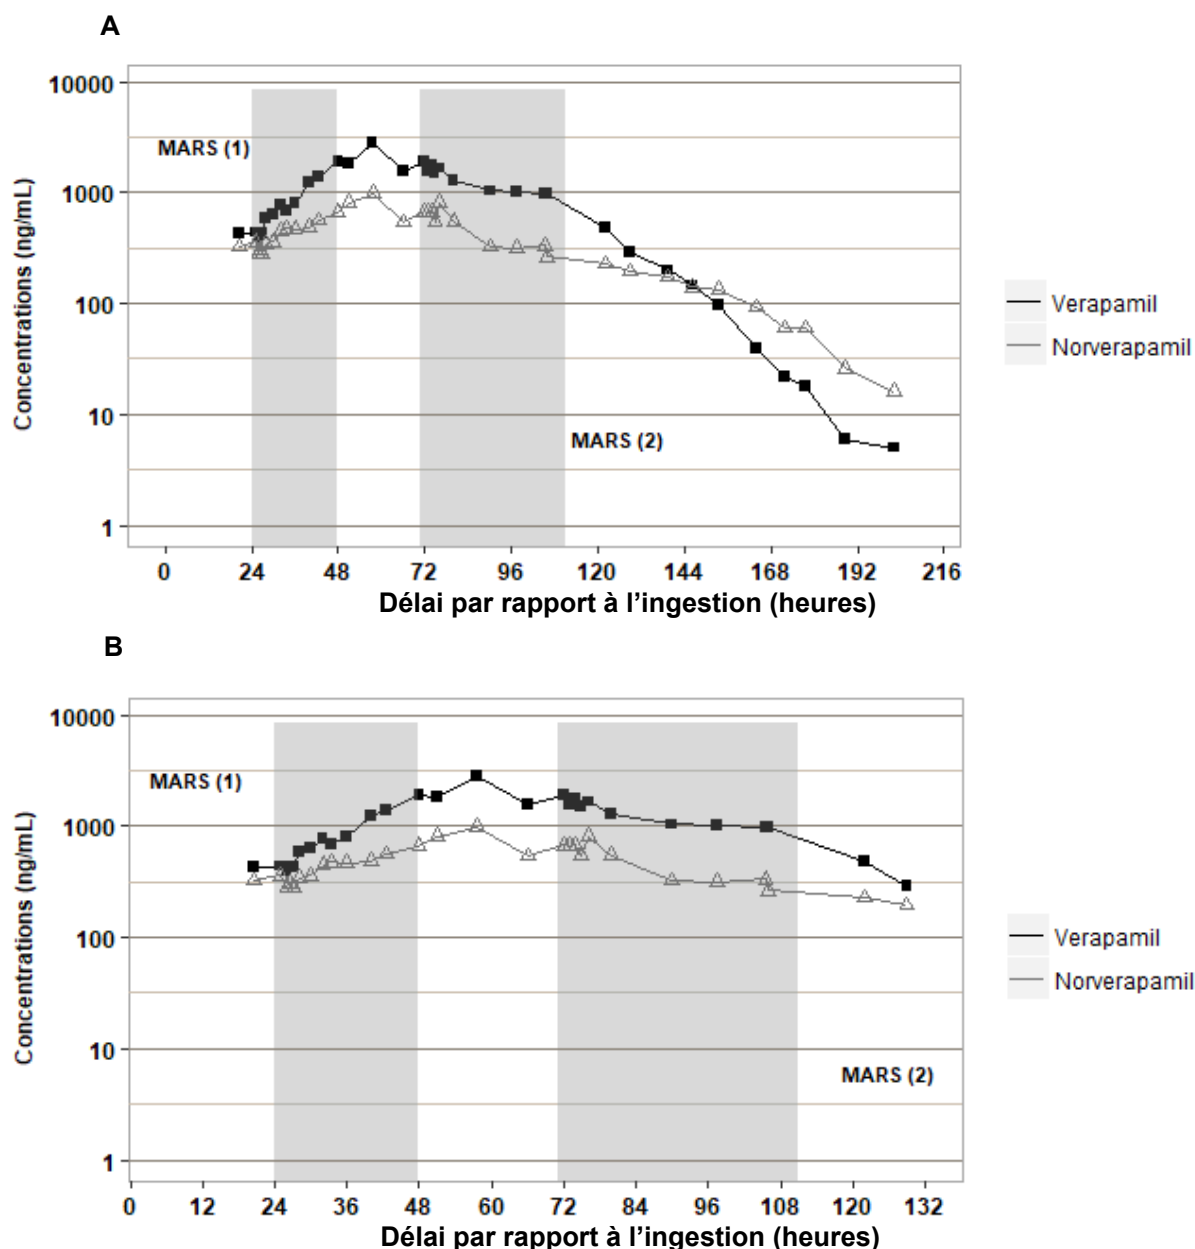 A
10000
1000
100
10
1
Concentrations (ng/mL)
MARS (1)
MARS (2)
0 24 48 72 96 120 144 168 192 216
Délai par rapport à l’ingestion (heures)
Verapamil
Norverapamil
B
10000
1000
100
10
1
Concentrations (ng/mL)
MARS (1)
MARS (2)
0 12 24 36 48 60 72 84 96 108 120 132
Délai par rapport à l’ingestion (heures)
Verapamil
Norverapamil